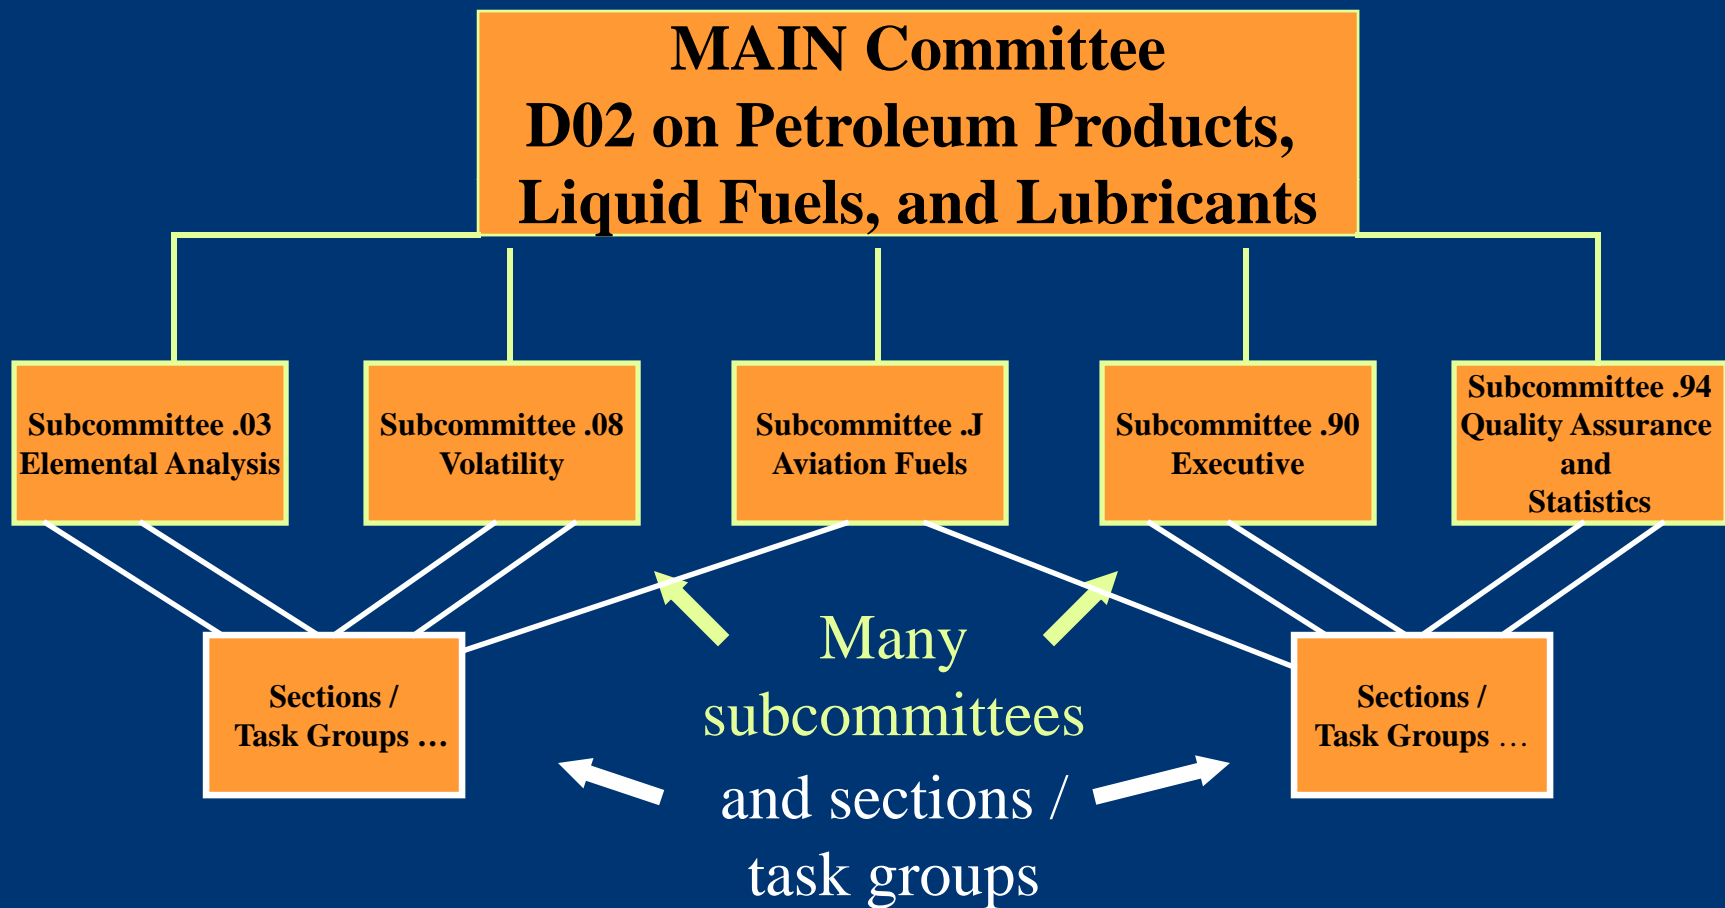 MAIN Committee
D02 on Petroleum Products,
Liquid Fuels, and Lubricants
Subcommittee .03
Elemental Analysis
Subcommittee .08
Volatility
Subcommittee .J
Aviation Fuels
Subcommittee .90
Executive
Subcommittee .94
Quality Assurance
and
Statistics
Sections /
Task Groups …
Many
subcommittees
and sections /
task groups
Sections /
Task Groups …